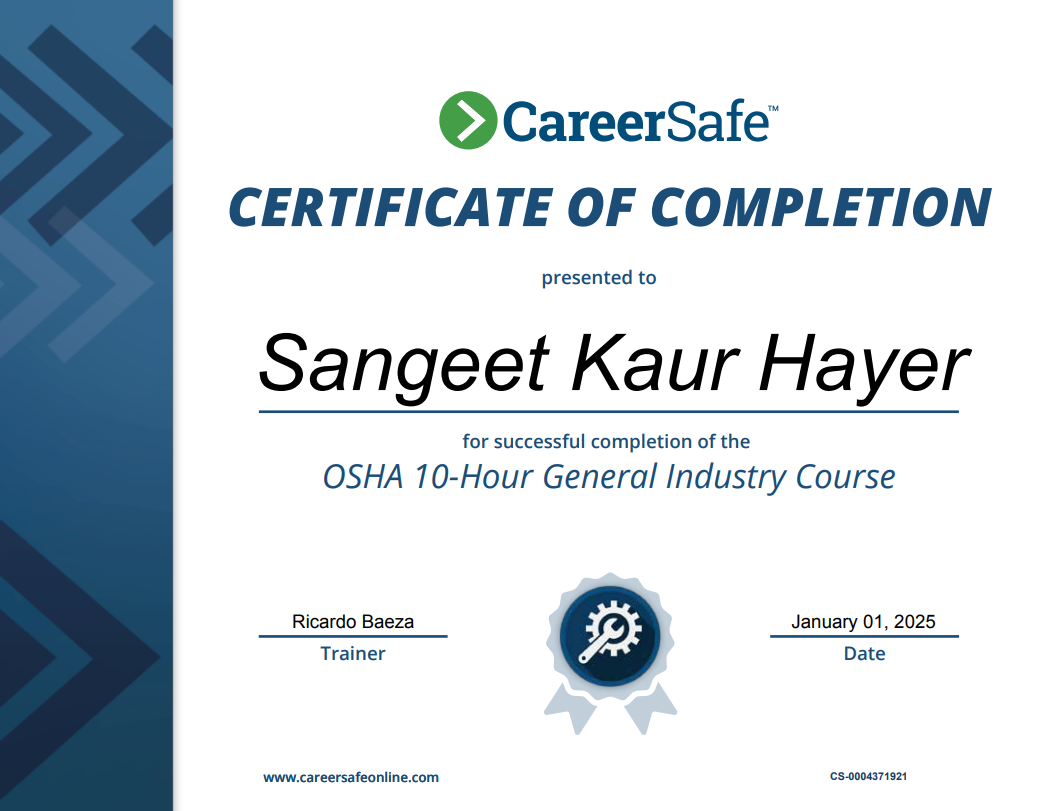 CareerSafe™
CERTIFICATE OF COMPLETION
presented to
Sangeet Kaur Hayer
for successful completion of the
OSHA 10-Hour General Industry Course
Ricardo Baeza
Trainer
January 01, 2025
Date
www.careersafeonline.com
CS-0004371921